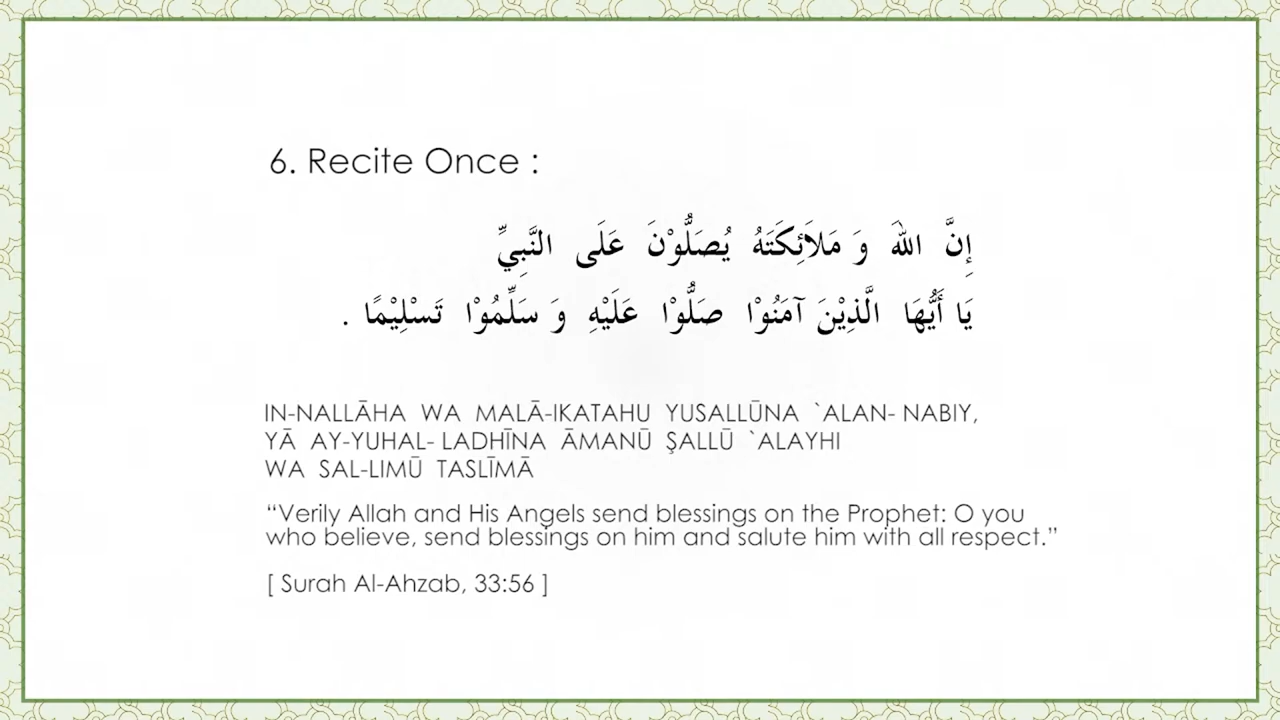 6. Recite Once :
إِنَّ اللهَ وَ مَلاَئِكَتَهُ يُصَلُّوْنَ عَلَى النَّبِيِّ
يَا أَيُّهَا الَّذِيْنَ آمَنُوْا صَلُّوْا عَلَيْهِ وَ سَلِّمُوْا تَسْلِيْمًا .
IN-NALLĀHA WA MALĀ-IKATAHU YUSALLŪNA `ALAN- NABIY,
YĀ AY-YUHAL- LADHĪNA ĀMANŪ ŞALLŪ `ALAYHI
WA SAL-LIMŪ TASLĪMĀ
“Verily Allah and His Angels send blessings on the Prophet: O you
who believe, send blessings on him and salute him with all respect.”
[ Surah Al-Ahzab, 33:56 ]